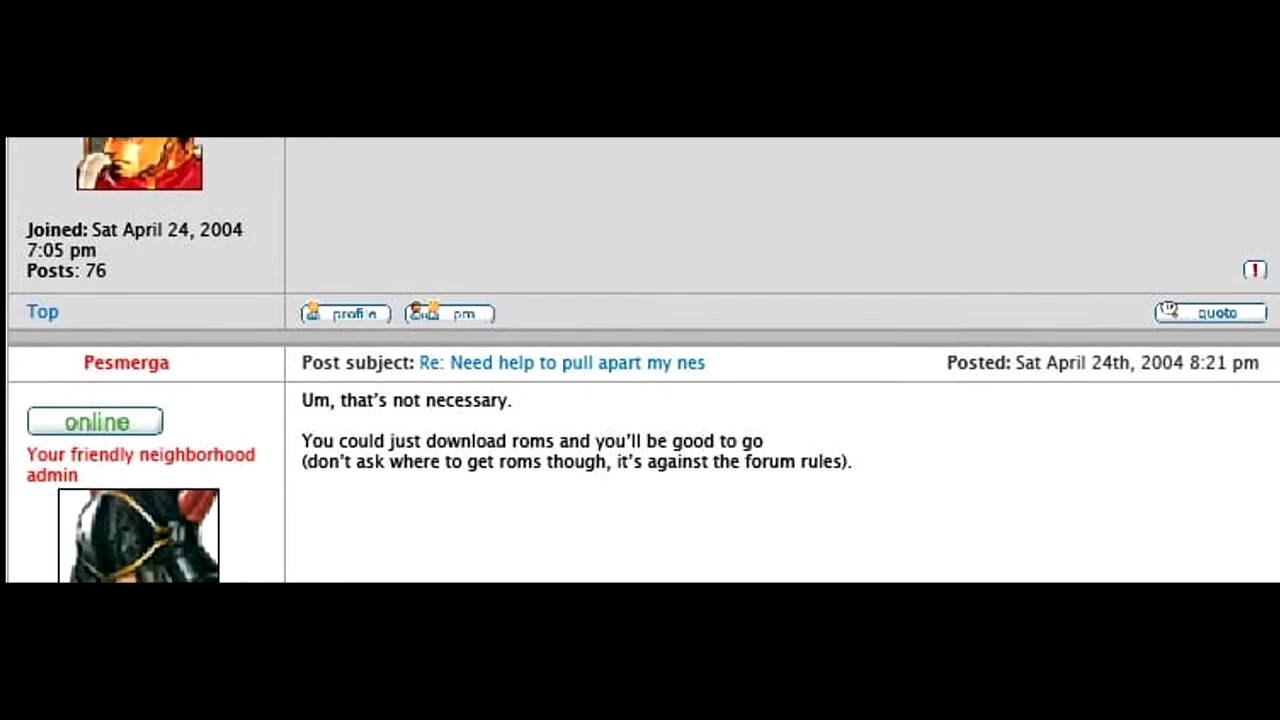 Joined: Sat April 24, 2004
7:05 pm
Posts: 76
!
Top
profile
pm
quote
Pesmerga
Post subject: Re: Need help to pull apart my nes
Posted: Sat April 24th, 2004 8:21 pm
online
Your friendly neighborhood
admin
Um, that's not necessary.
You could just download roms and you'll be good to go
(don't ask where to get roms though, it's against the forum rules).